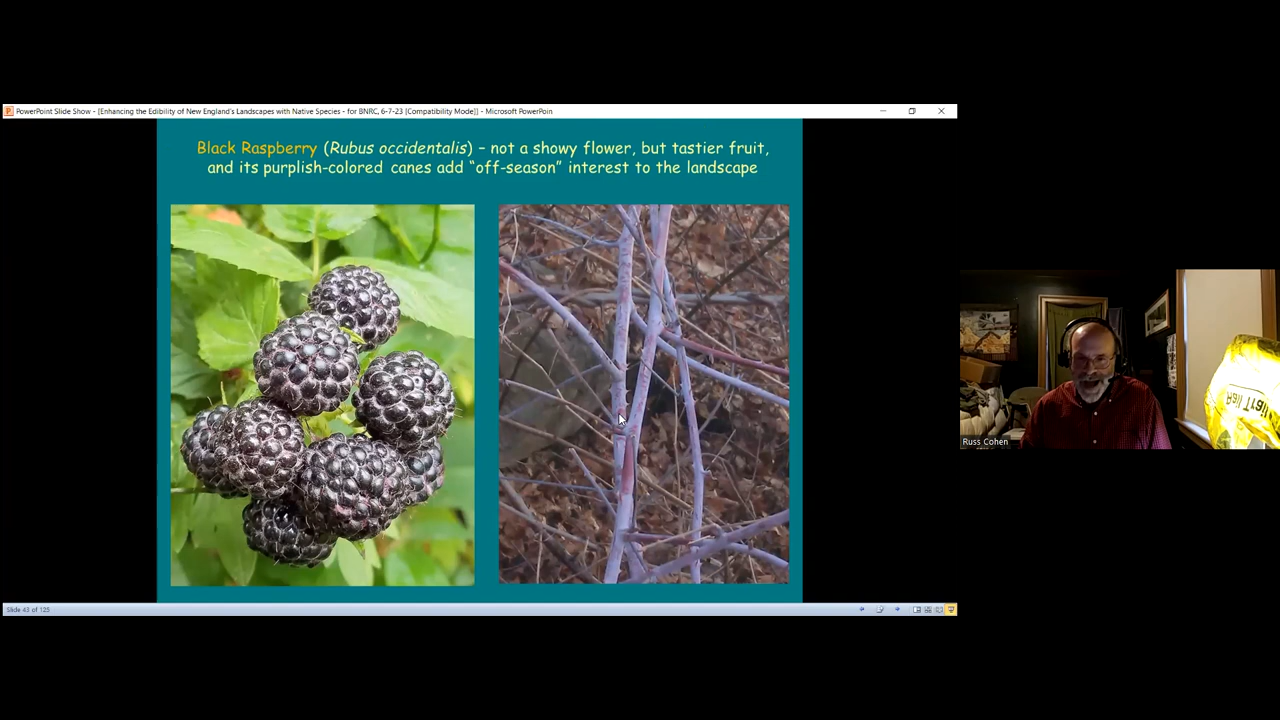 PowerPoint Slide Show - [Enhancing the Edibility of New England's Landscapes with Native Species - for BNRC, 6-7-23 [Compatibility Mode]] - Microsoft PowerPoin
Black Raspberry (Rubus occidentalis) – not a showy flower, but tastier fruit,
and its purplish-colored canes add “off-season” interest to the landscape
Russ Cohen
Slide 43 of 125